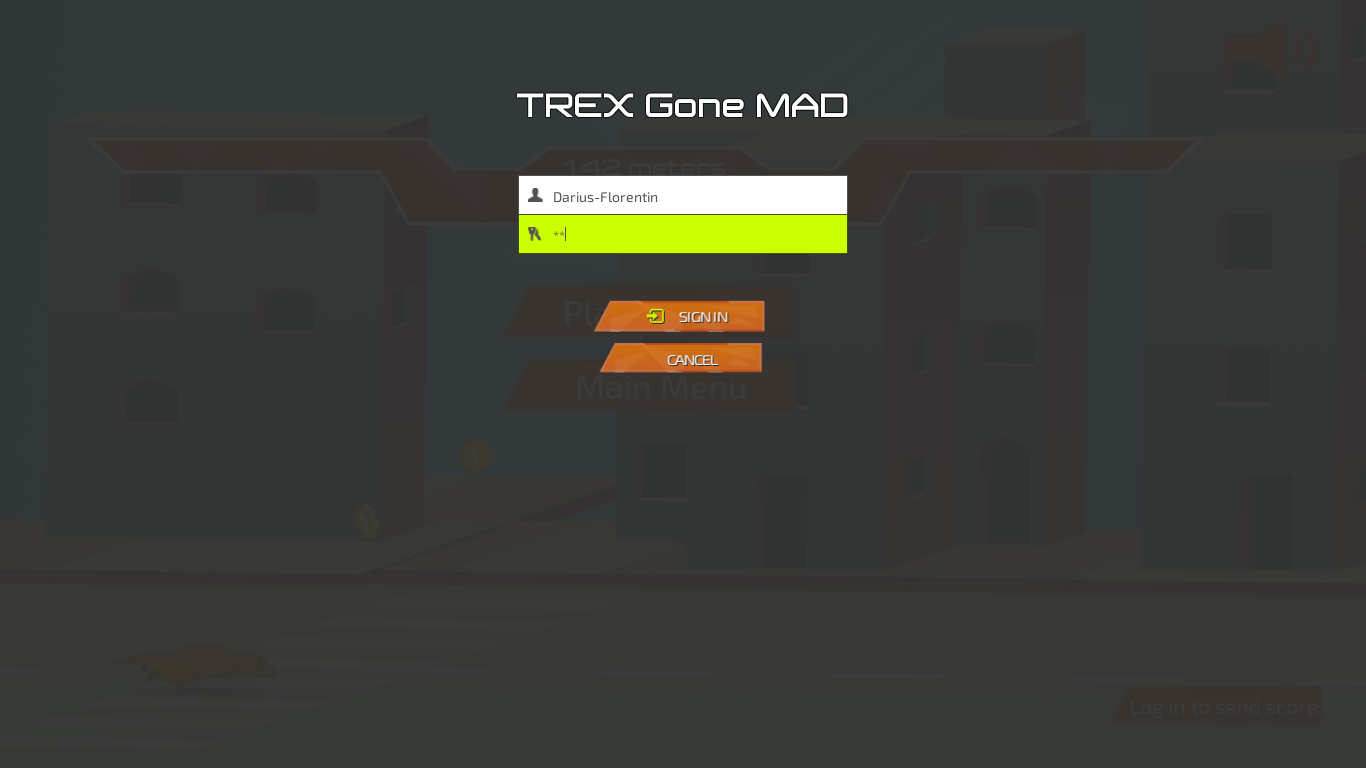 TREX Gone MAD
142 meters
Darius-Florentin
**
SIGN IN
CANCEL
Main Menu
Log in to send score